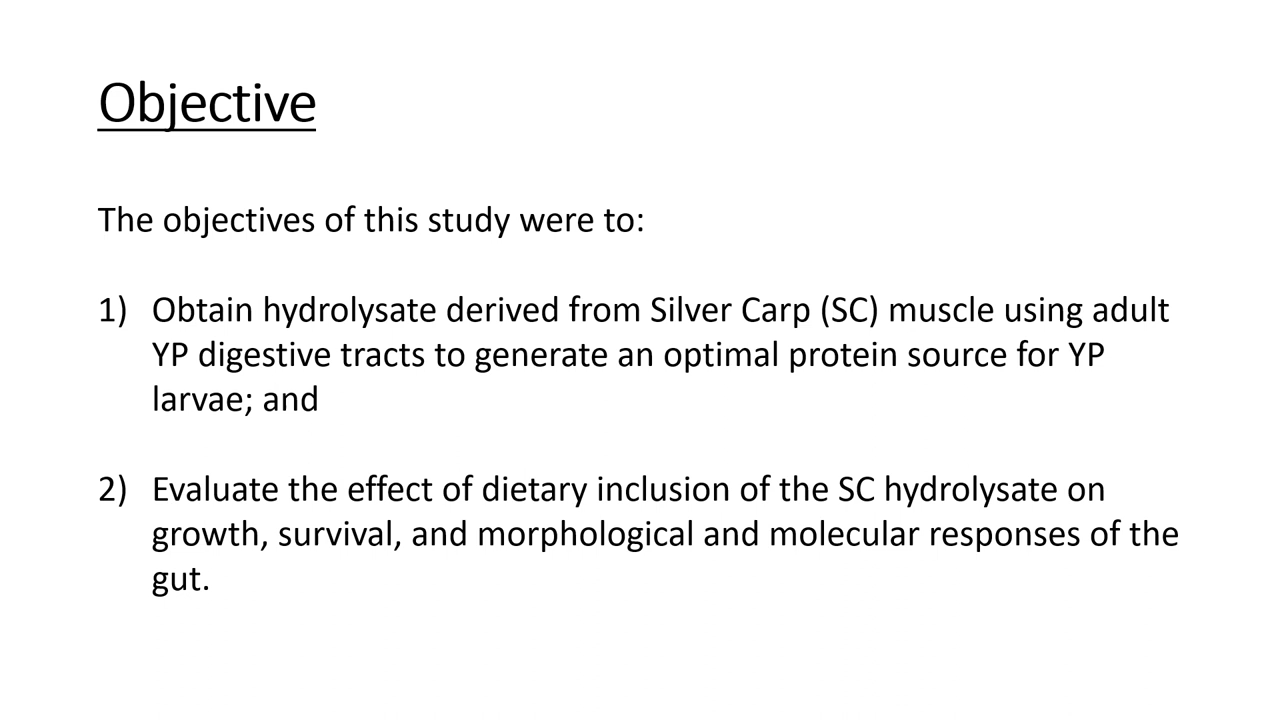 Objective
The objectives of this study were to:
1) Obtain hydrolysate derived from Silver Carp (SC) muscle using adult
YP digestive tracts to generate an optimal protein source for YP
larvae; and
2) Evaluate the effect of dietary inclusion of the SC hydrolysate on
growth, survival, and morphological and molecular responses of the
gut.